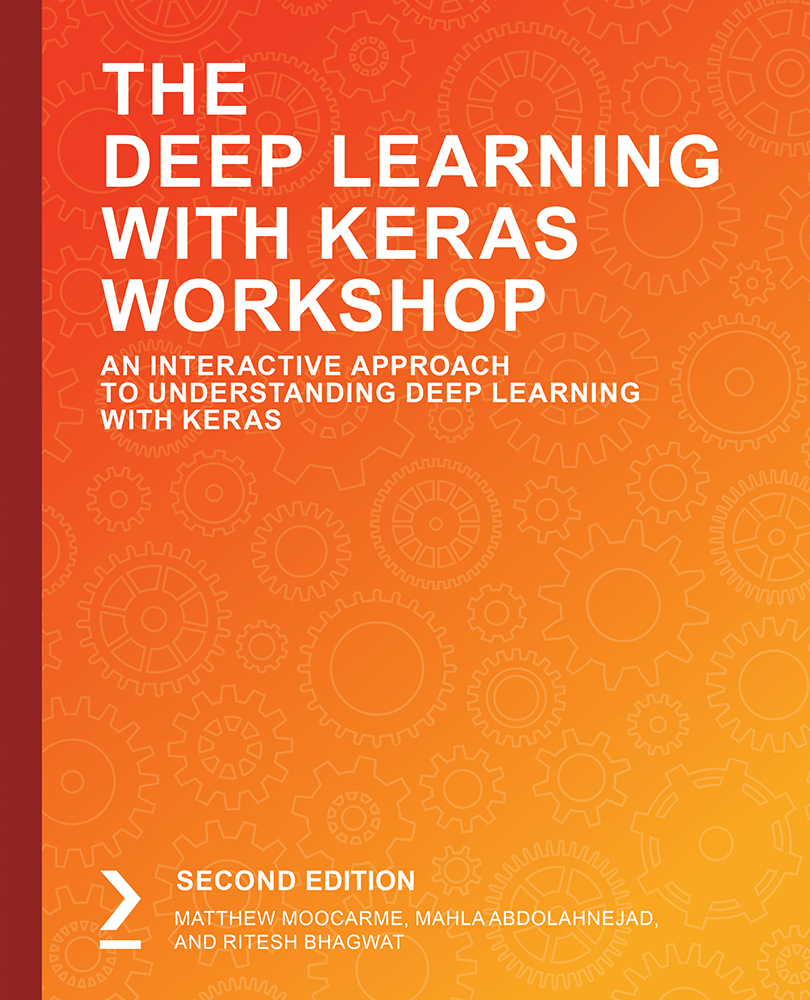 THE
DEEP LEARNING
WITH KERAS
WORKSHOP
AN INTERACTIVE APPROACH
TO UNDERSTANDING DEEP LEARNING
WITH KERAS
SECOND EDITION
MATTHEW MOOCARME, MAHLA ABDOLAHNEJAD,
AND RITESH BHAGWAT